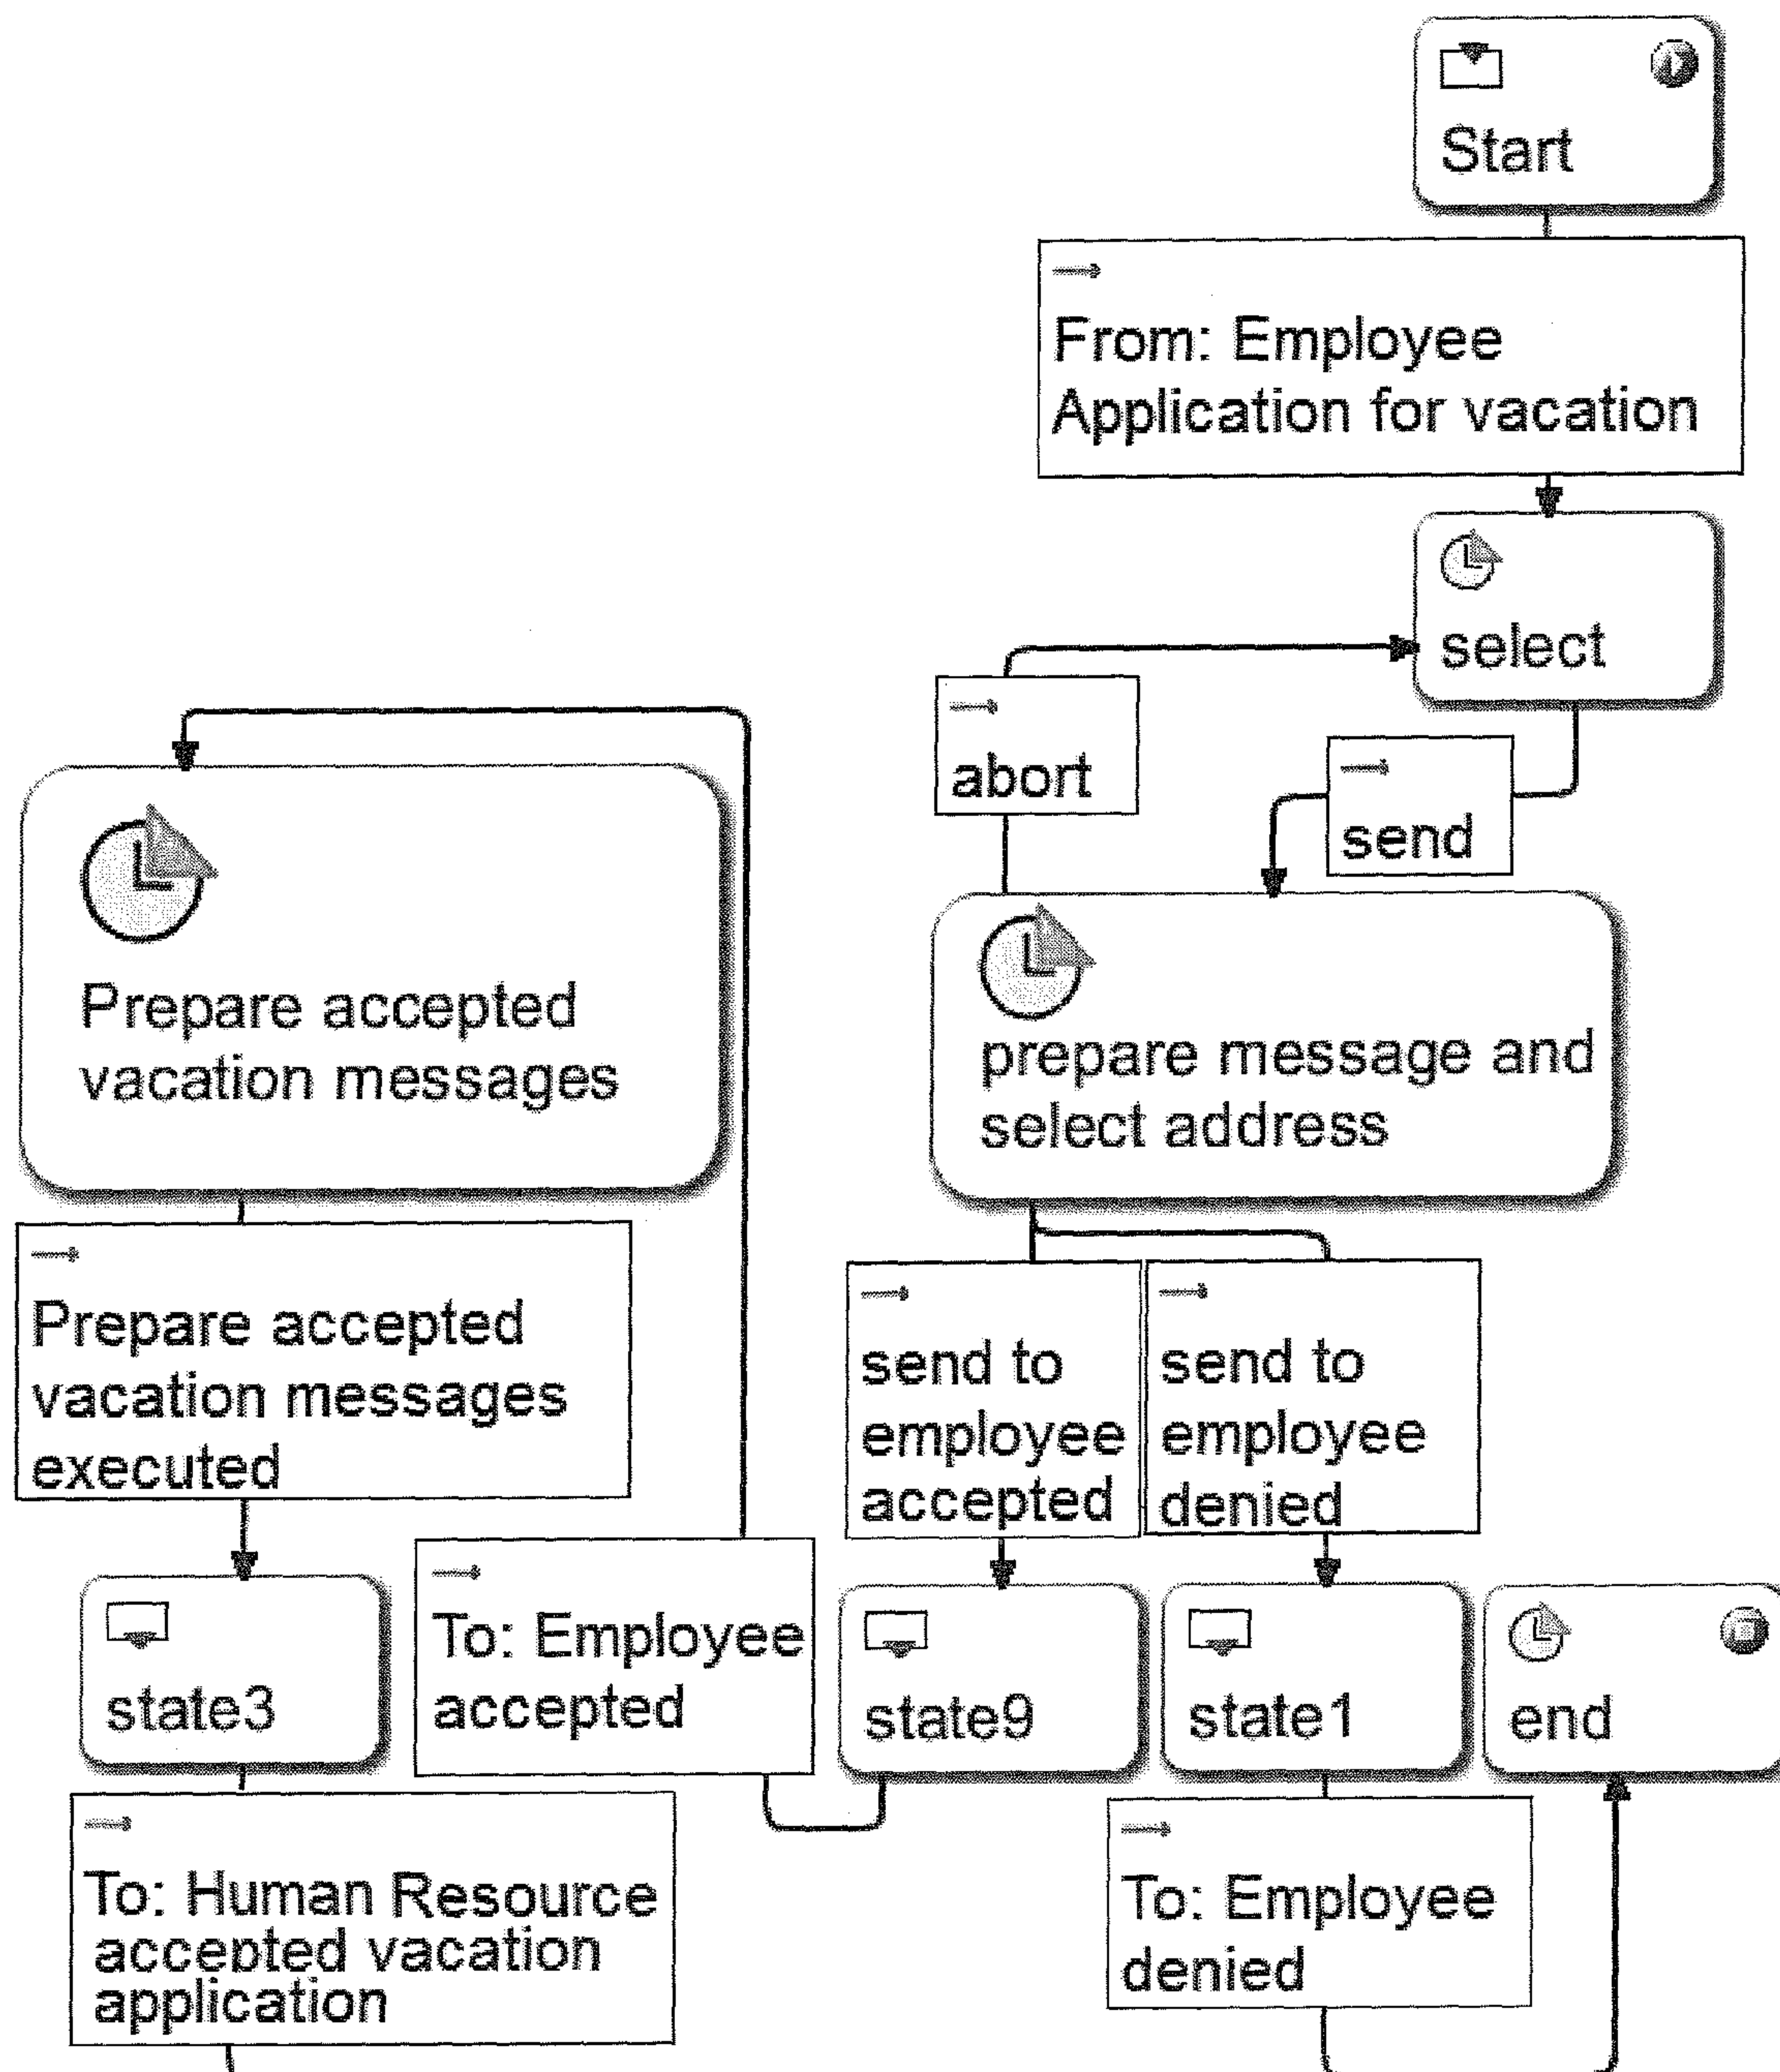 Start
From: Employee
Application for vacation
select
abort
send
Prepare accepted
vacation messages
prepare message and
select address
Prepare accepted
vacation messages
executed
send to
employee
accepted
send to
employee
denied
state3
To: Employee
accepted
state9
state1
end
To: Human Resource
accepted vacation
application
To: Employee
denied